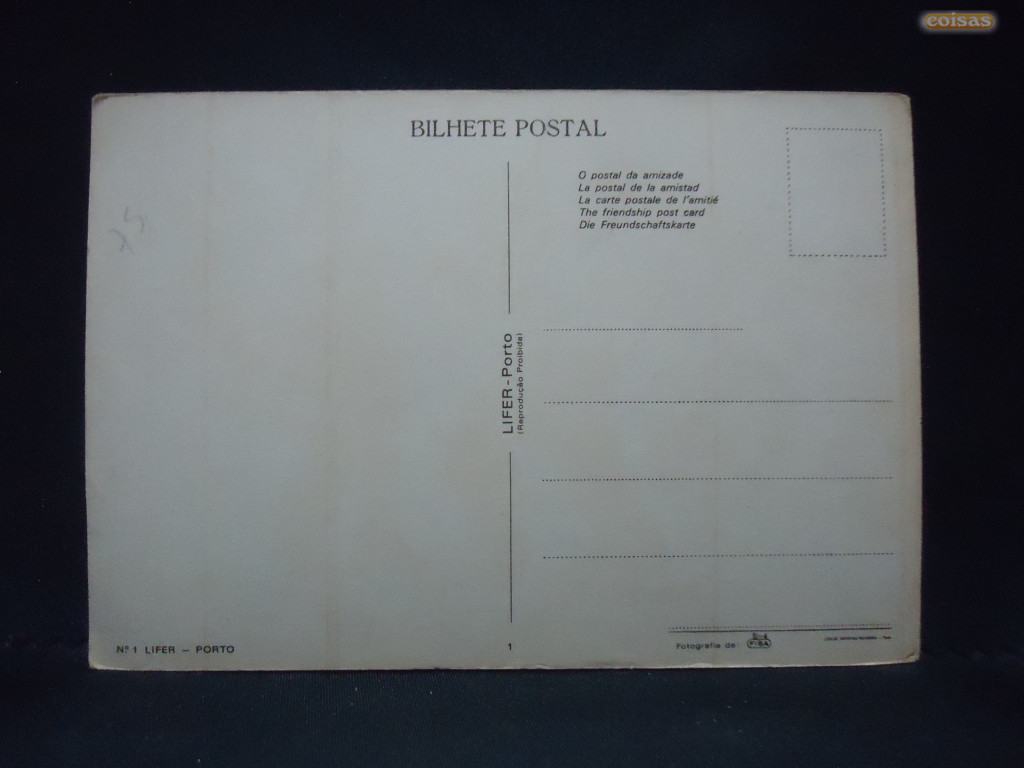 coisas
BILHETE POSTAL
O postal da amizade
La postal de la amistad
La carte postale de l'amitié
The friendship post card
Die Freundschaftskarte
LIFER - Porto
(Reprodução Proibida)
Nº 1 LIFER — PORTO
1
Fotografia de: